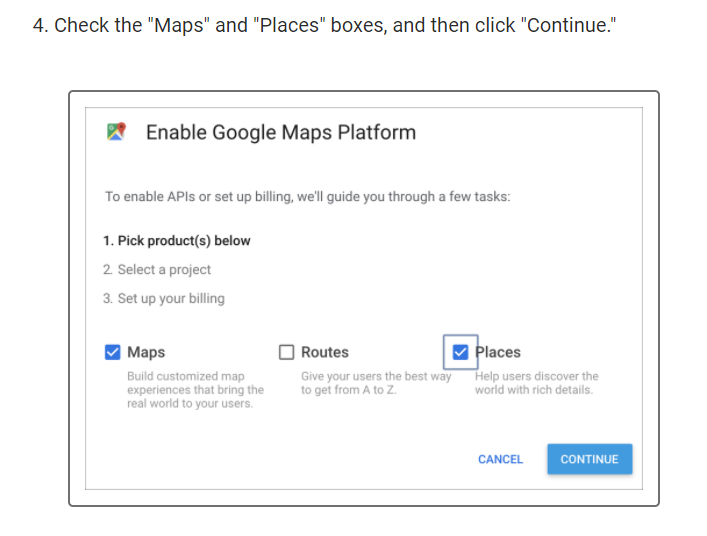 4. Check the "Maps" and "Places" boxes, and then click "Continue."
Enable Google Maps Platform
To enable APIs or set up billing, we'll guide you through a few tasks:
1. Pick product(s) below
2. Select a project
3. Set up your billing
Maps
Build customized map
experiences that bring the
real world to your users.
Routes
Give your users the best way
to get from A to Z.
Places
Help users discover the
world with rich details.
CANCEL
CONTINUE